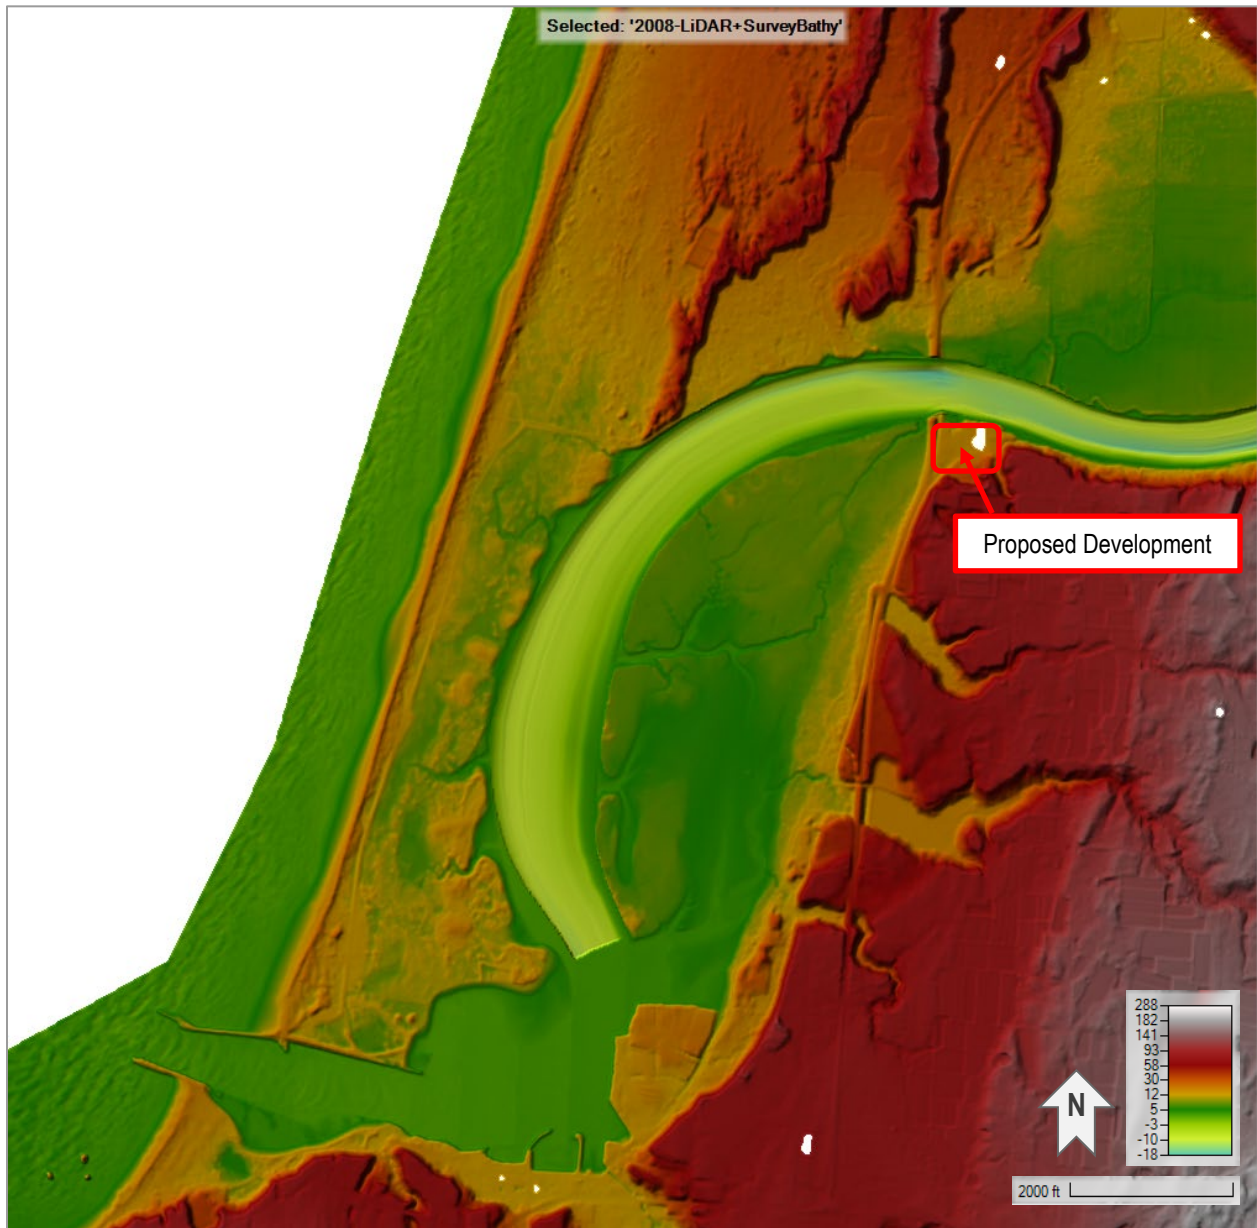 Selected: '2008-LiDAR+SurveyBathy'
Proposed Development
288
182
141
93
58
30
12
5
-3
-10
-18
N
2000 ft